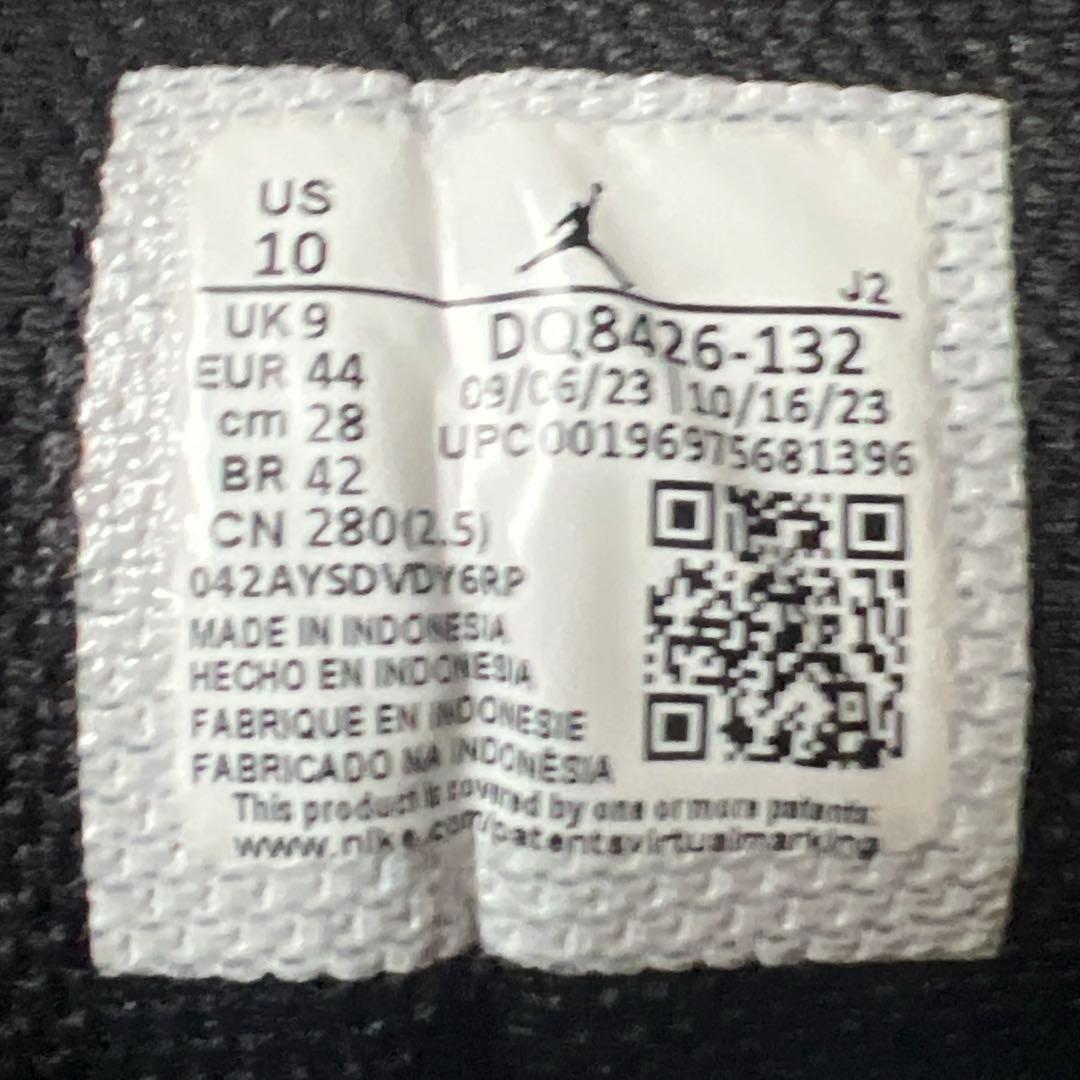 US
10
J2
UK 9
EUR 44
cm 28
BR 42
CN 280(2.5)
DQ8426-132
09/06/23 10/16/23
UPC 00196975681396
042AYSDVDY6RP
MADE IN INDONESIA
HECHO EN INDONESIA
FABRIQUE EN INDONESIE
FABRICADO NA INDONÉSIA
This product is covered by one or more patents:
www.nike.com/patentsvirtualmarking